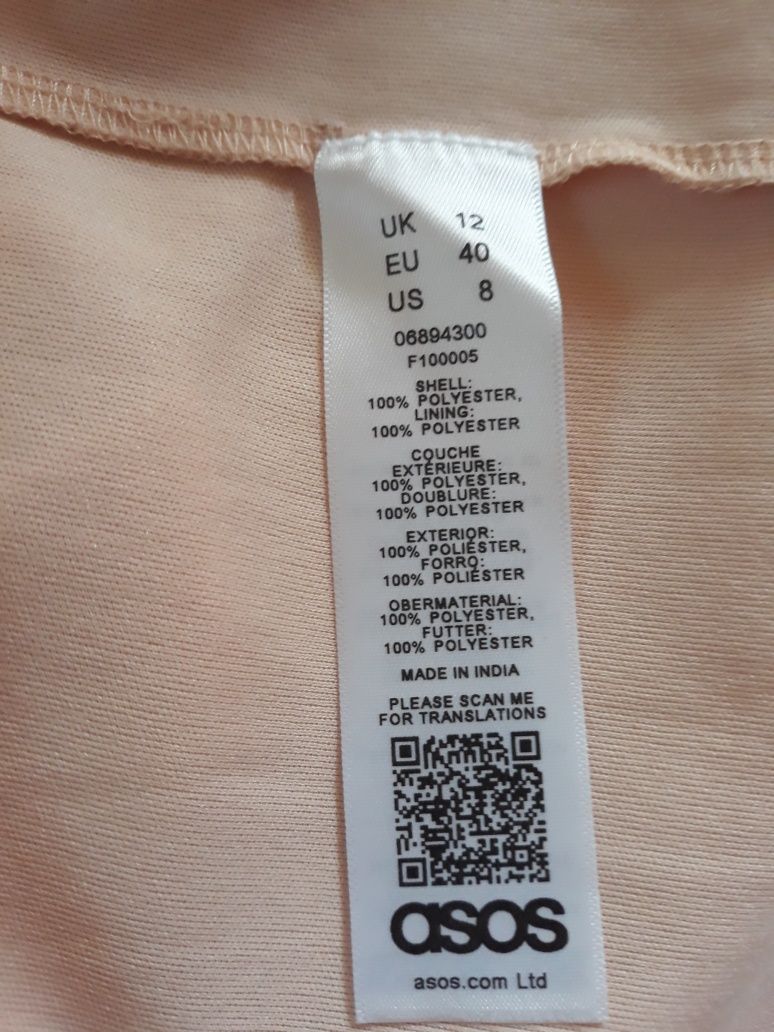 UK 12
EU 40
US 8
06894300
F100005
SHELL:
100% POLYESTER,
LINING:
100% POLYESTER
COUCHE
EXTÉRIEURE:
100% POLYESTER,
DOUBLURE:
100% POLYESTER
EXTERIOR:
100% POLIÉSTER,
FORRO:
100% POLIÉSTER
OBERMATERIAL:
100% POLYESTER,
FUTTER:
100% POLYESTER
MADE IN INDIA
PLEASE SCAN ME
FOR TRANSLATIONS
asos
asos.com Ltd